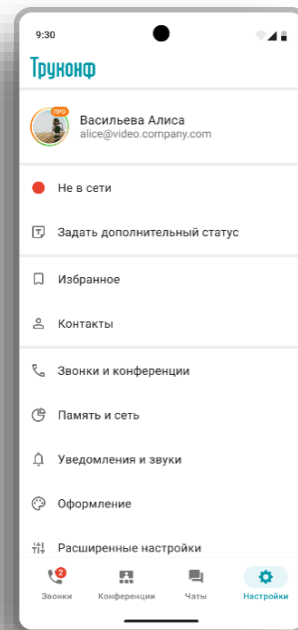 9:30
Труконф
ПРО
Васильева Алиса
alice@video.company.com
Не в сети
Задать дополнительный статус
Избранное
Контакты
Звонки и конференции
Память и сеть
Уведомления и звуки
Оформление
Расширенные настройки
2
Звонки Конференции Чаты Настройки